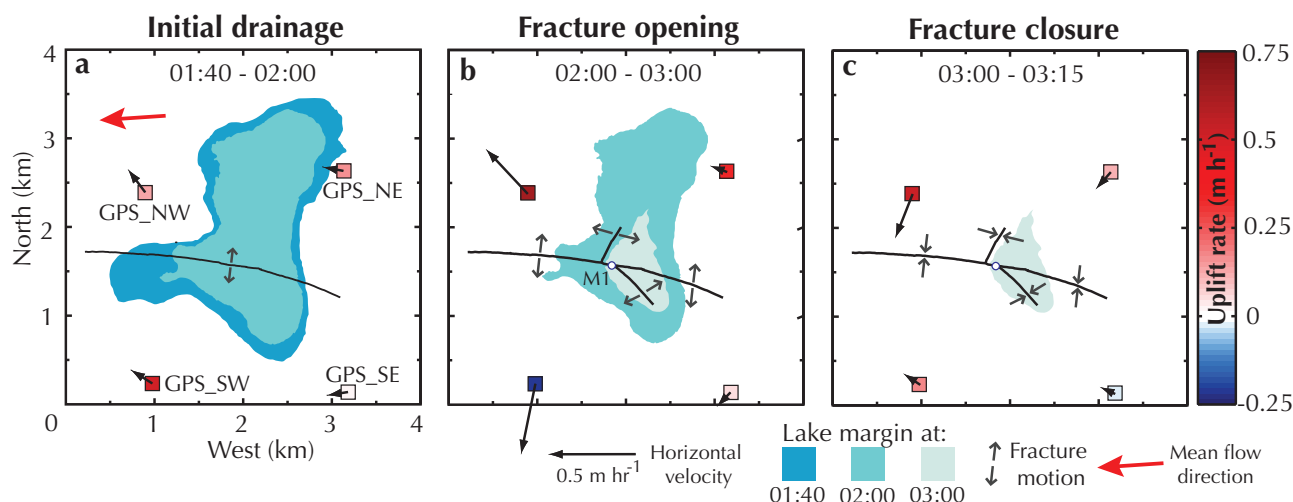 Initial drainage
Fracture opening
Fracture closure
a
01:40 - 02:00
b
02:00 - 03:00
c
03:00 - 03:15
4
3
2
1
0
North (km)
GPS_NE
GPS_NW
GPS_SW
GPS_SE
M1
0 1 2 3 4
West (km)
0.75
0.5
0.25
0
-0.25
Uplift rate (m h⁻¹)
0.5 m hr⁻¹
Horizontal
velocity
Lake margin at:
01:40 02:00 03:00
Fracture
motion
Mean flow
direction